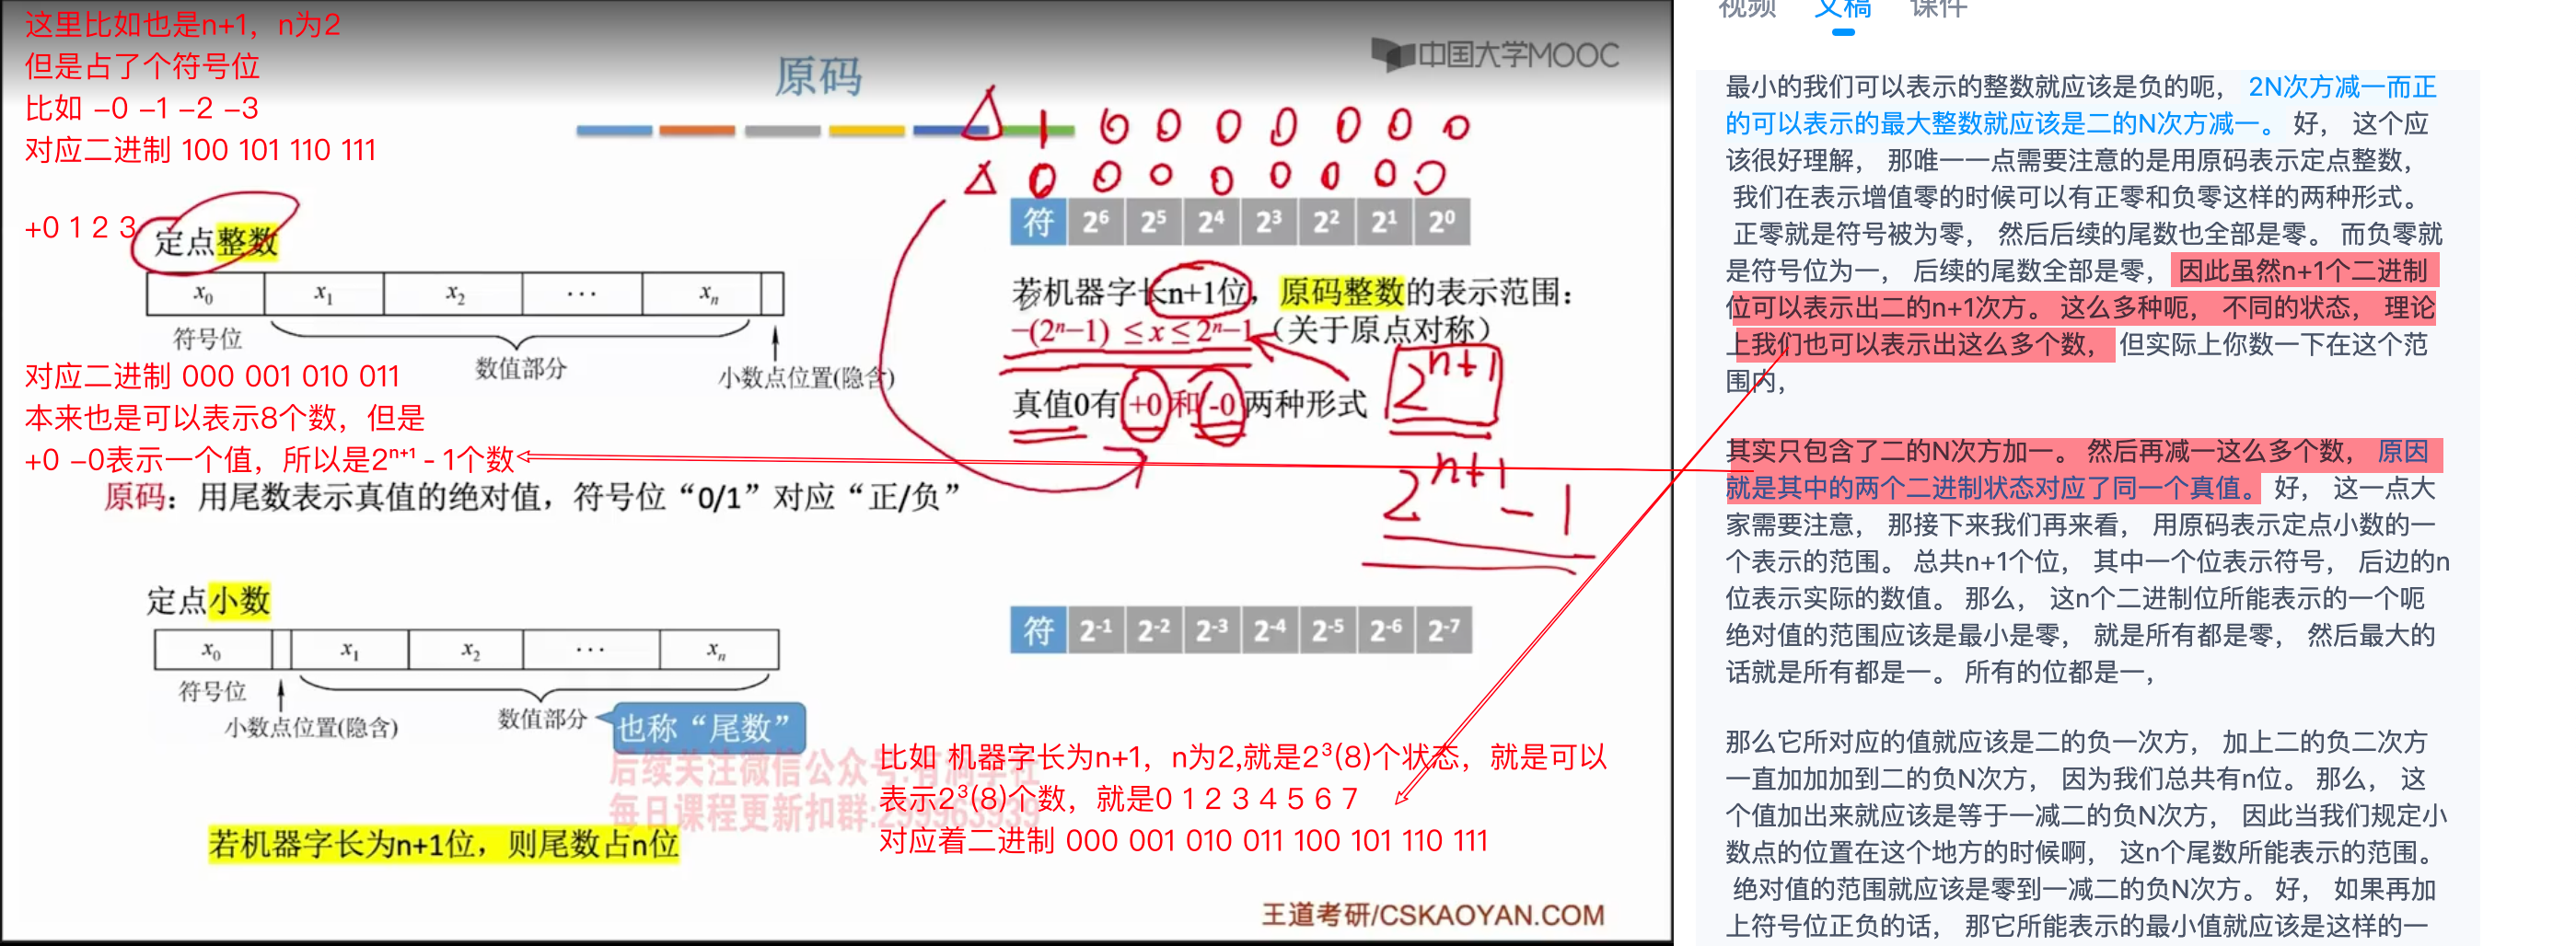 这里比如也是n+1，n为2
但是占了个符号位
比如 -0 -1 -2 -3
对应二进制 100 101 110 111
+0 1 2 3
原码
中国大学MOOC
Δ 1 0 0 0 0 0 0 0
Δ 0 0 0 0 0 0 0 0
符 2⁶ 2⁵ 2⁴ 2³ 2² 2¹ 2⁰
定点整数
x₀ x₁ x₂ ··· xₙ
符号位
数值部分
小数点位置(隐含)
若机器字长n+1位，原码整数的表示范围：
−(2ⁿ−1) ≤ x ≤ 2ⁿ−1（关于原点对称）
真值0有+0和-0两种形式
2ⁿ⁺¹
2ⁿ⁺¹ - 1
对应二进制 000 001 010 011
本来也是可以表示8个数，但是
+0 -0表示一个值，所以是2ⁿ⁺¹ - 1个数
原码：用尾数表示真值的绝对值，符号位“0/1”对应“正/负”
定点小数
x₀ x₁ x₂ ··· xₙ
符号位
小数点位置(隐含)
数值部分
也称“尾数”
符 2⁻¹ 2⁻² 2⁻³ 2⁻⁴ 2⁻⁵ 2⁻⁶ 2⁻⁷
后续关注微信公众号
每日课程更新扣群:299963939
比如 机器字长为n+1，n为2,就是2³(8)个状态，就是可以
表示2³(8)个数，就是0 1 2 3 4 5 6 7
对应着二进制 000 001 010 011 100 101 110 111
若机器字长为n+1位，则尾数占n位
王道考研/CSKAOYAN.COM
视频 文稿 课件
最小的我们可以表示的整数就应该是负的呃， 2N次方减一而正
的可以表示的最大整数就应该是二的N次方减一。 好， 这个应
该很好理解， 那唯一一点需要注意的是用原码表示定点整数，
我们在表示增值零的时候可以有正零和负零这样的两种形式。
正零就是符号被为零， 然后后续的尾数也全部是零。 而负零就
是符号位为一， 后续的尾数全部是零， 因此虽然n+1个二进制
位可以表示出二的n+1次方。 这么多种呃， 不同的状态， 理论
上我们也可以表示出这么多个数， 但实际上你数一下在这个范
围内，
其实只包含了二的N次方加一。 然后再减一这么多个数， 原因
就是其中的两个二进制状态对应了同一个真值。 好， 这一点大
家需要注意， 那接下来我们再来看， 用原码表示定点小数的一
个表示的范围。 总共n+1个位， 其中一个位表示符号， 后边的n
位表示实际的数值。 那么， 这n个二进制位所能表示的一个呃
绝对值的范围应该是最小是零， 就是所有都是零， 然后最大的
话就是所有都是一。 所有的位都是一，
那么它所对应的值就应该是二的负一次方， 加上二的负二次方
一直加加加加到二的负N次方， 因为我们总共有n位。 那么， 这
个值加出来就应该是等于一减二的负N次方， 因此当我们规定小
数点的位置在这个地方的时候啊， 这n个尾数所能表示的范围。
绝对值的范围就应该是零到一减二的负N次方。 好， 如果再加
上符号位正负的话， 那它所能表示的最小值就应该是这样的一